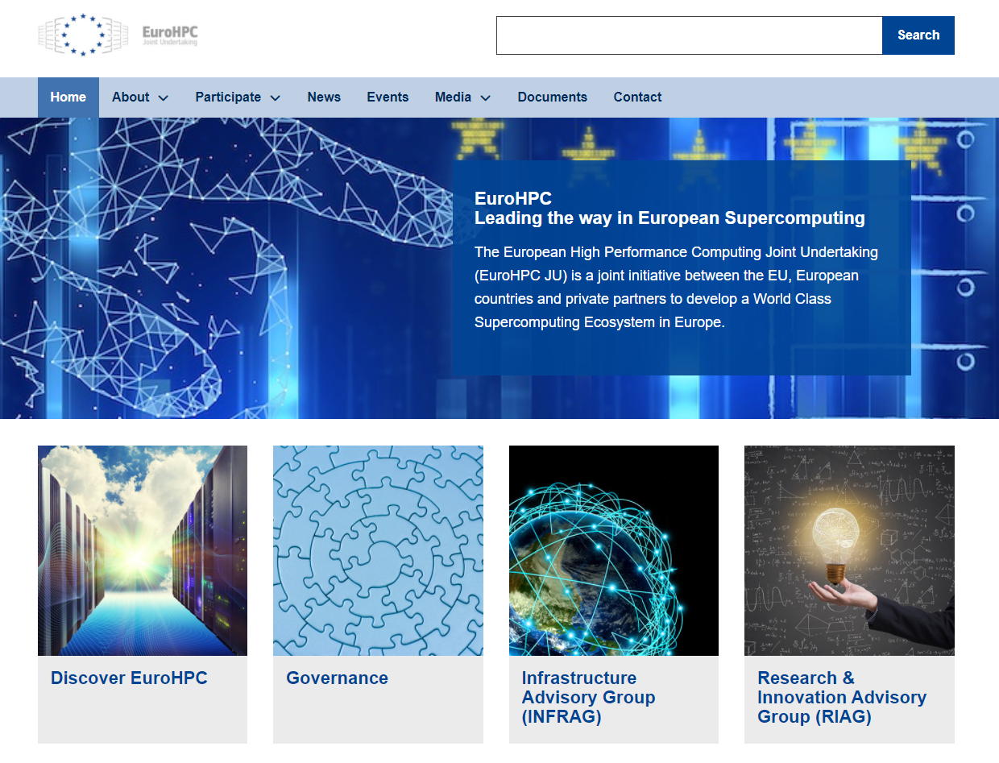 EuroHPC
Joint Undertaking
Search
Home
About
Participate
News
Events
Media
Documents
Contact
EuroHPC
Leading the way in European Supercomputing
The European High Performance Computing Joint Undertaking
(EuroHPC JU) is a joint initiative between the EU, European
countries and private partners to develop a World Class
Supercomputing Ecosystem in Europe.
Discover EuroHPC
Governance
Infrastructure
Advisory Group
(INFRAG)
Research &
Innovation Advisory
Group (RIAG)